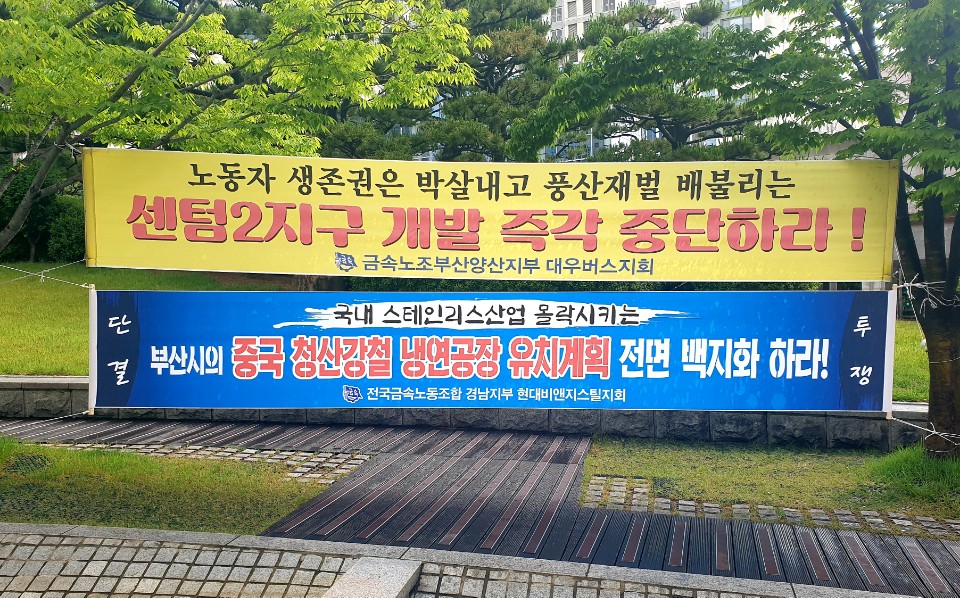 노동자 생존권은 박살내고 풍산재벌 배불리는
센텀2지구 개발 즉각 중단하라!
금속노조부산양산지부 대우버스지회
단결
국내 스테인리스산업 몰락시키는
부산시의 중국 청산강철 냉연공장 유치계획 전면 백지화 하라!
전국금속노동조합 경남지부 현대비앤지스틸지회
투쟁